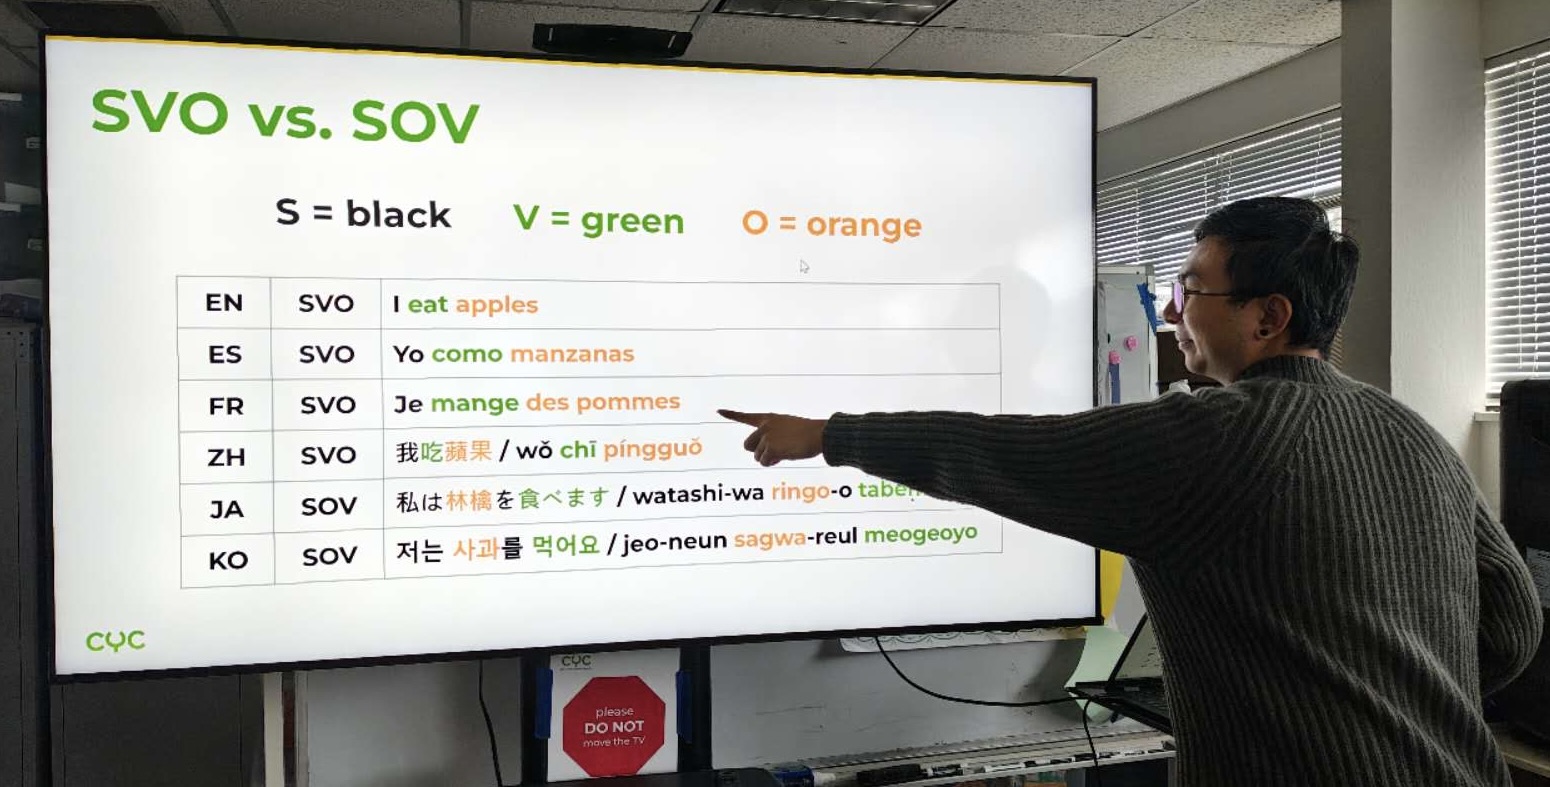 SVO vs. SOV
S = black V = green O = orange
EN SVO I eat apples
ES SVO Yo como manzanas
FR SVO Je mange des pommes
ZH SVO 我吃蘋果 / wǒ chī píngguǒ
JA SOV 私は林檎を食べます / watashi-wa ringo-o
KO SOV 저는 사과를 먹어요 / jeo-neun sagwa-reul meogeoyo
CYC
CYC
please
DO NOT
move the TV